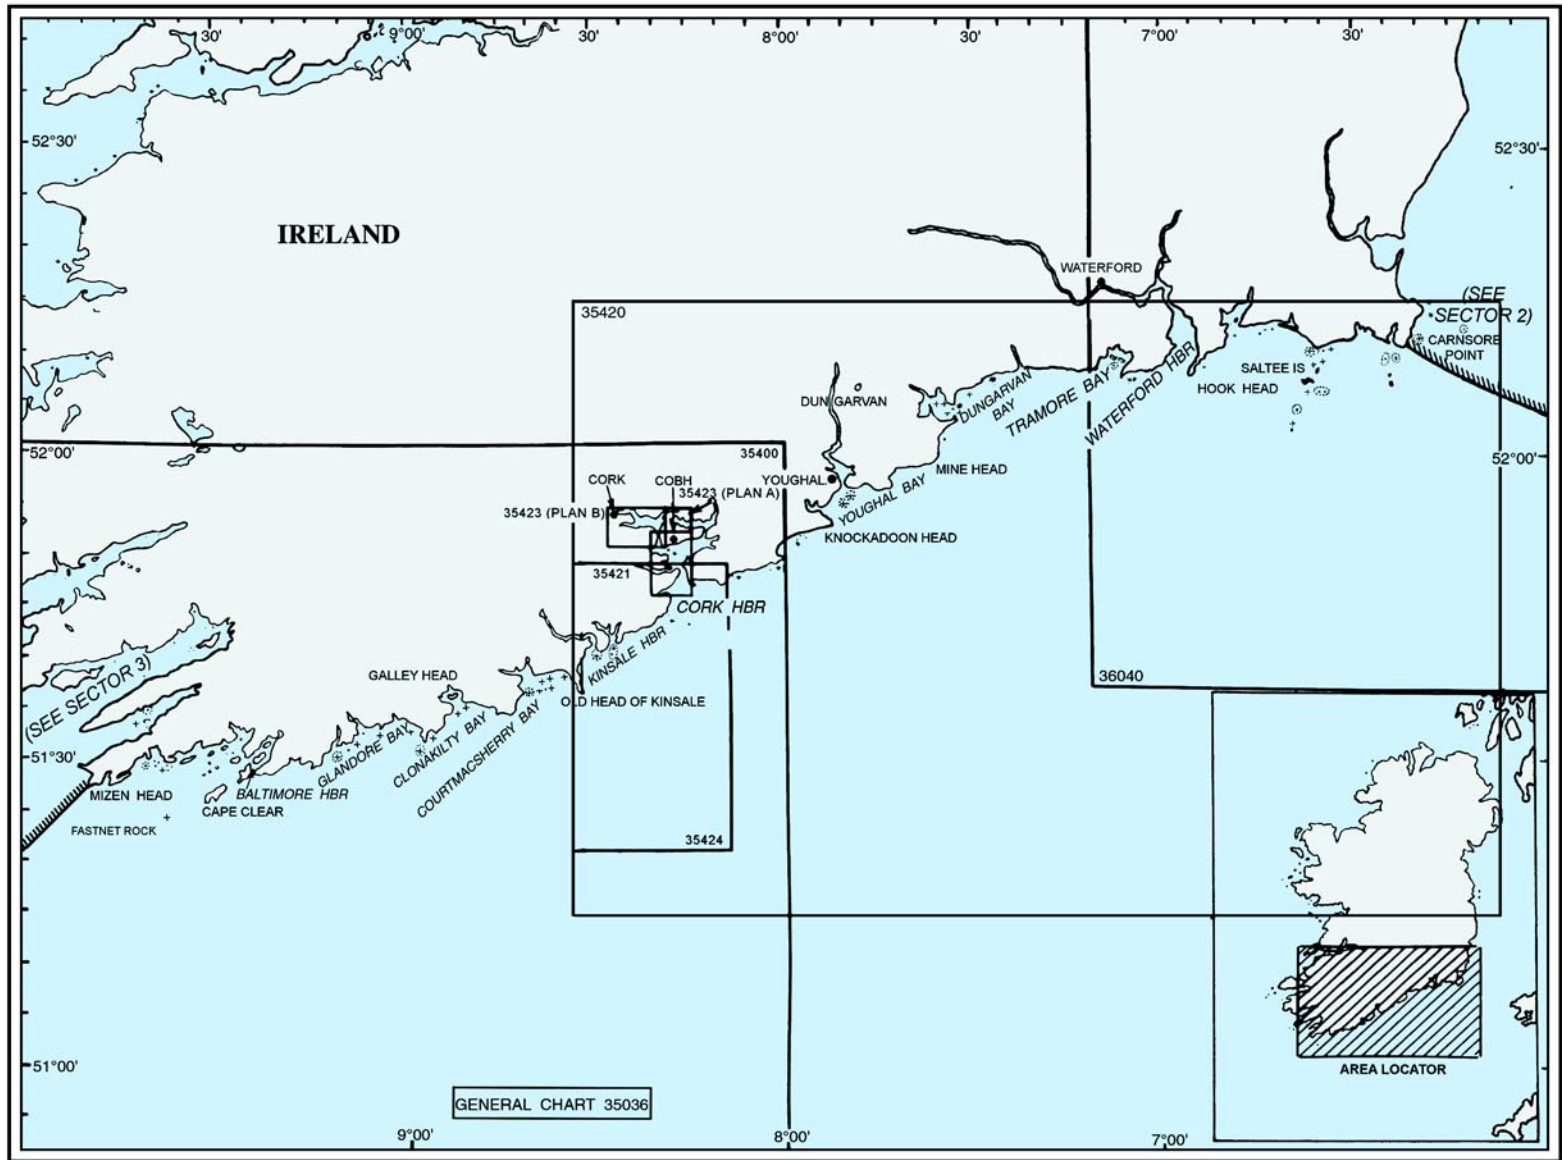 30'
9°00'
30'
8°00'
30'
7°00'
30'
52°30'
52°30'
IRELAND
WATERFORD
(SEE
SECTOR 2)
35420
CARNSORE
POINT
SALTEE IS
HOOK HEAD
WATERFORD HBR
TRAMORE BAY
DUNGARVAN
BAY
DUN GARVAN
52°00'
52°00'
35400
CORK
COBH
YOUGHAL
MINE HEAD
35423 (PLAN A)
35423 (PLAN B)
YOUGHAL BAY
KNOCKADOON HEAD
35421
CORK HBR
KINSALE HBR
GALLEY HEAD
OLD HEAD OF KINSALE
36040
(SEE SECTOR 3)
51°30'
GLANDORE BAY
CLONAKILTY BAY
COURTMACSHERRY BAY
MIZEN HEAD
BALTIMORE HBR
CAPE CLEAR
FASTNET ROCK
35424
51°00'
AREA LOCATOR
GENERAL CHART 35036
9°00'
8°00'
7°00'